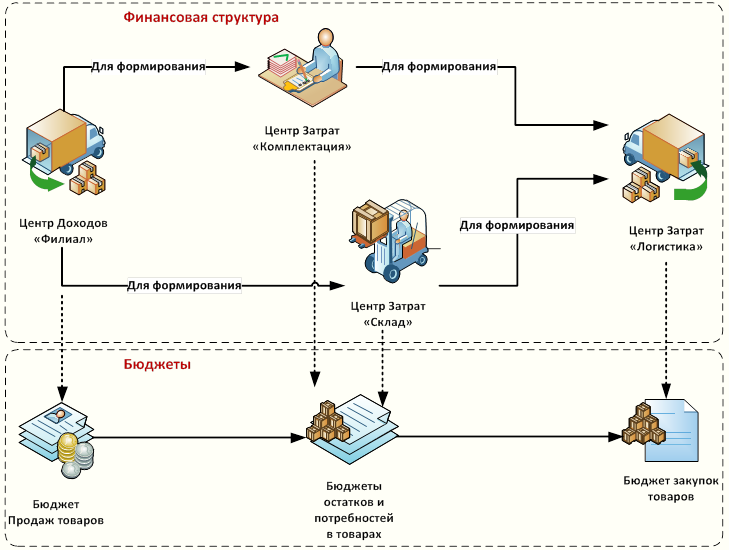 Финансовая структура
Для формирования
Для формирования
Центр Затрат
«Комплектация»
Центр Доходов
«Филиал»
Для формирования
Центр Затрат
«Логистика»
Для формирования
Центр Затрат
«Склад»
Бюджеты
Бюджет
Продаж товаров
Бюджеты
остатков и
потребностей
в товарах
Бюджет закупок
товаров